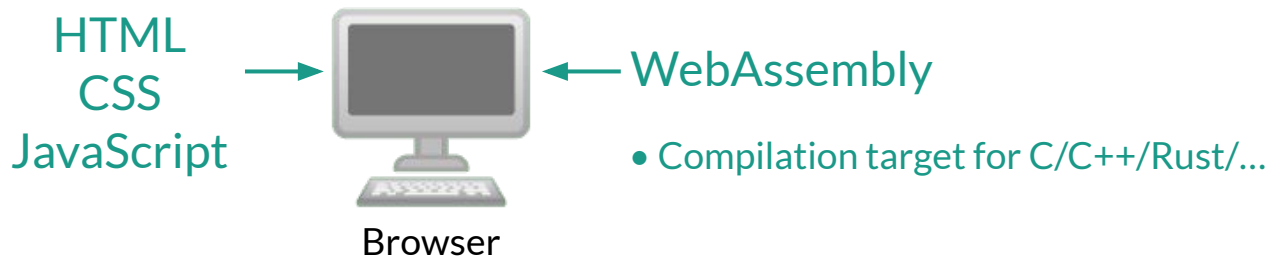 HTML
CSS
JavaScript
Browser
WebAssembly
• Compilation target for C/C++/Rust/…